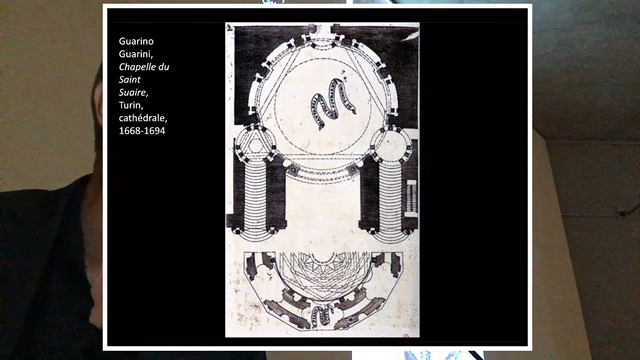 Guarino
Guarini,
Chapelle du
Saint
Suaire,
Turin,
cathédrale,
1668-1694